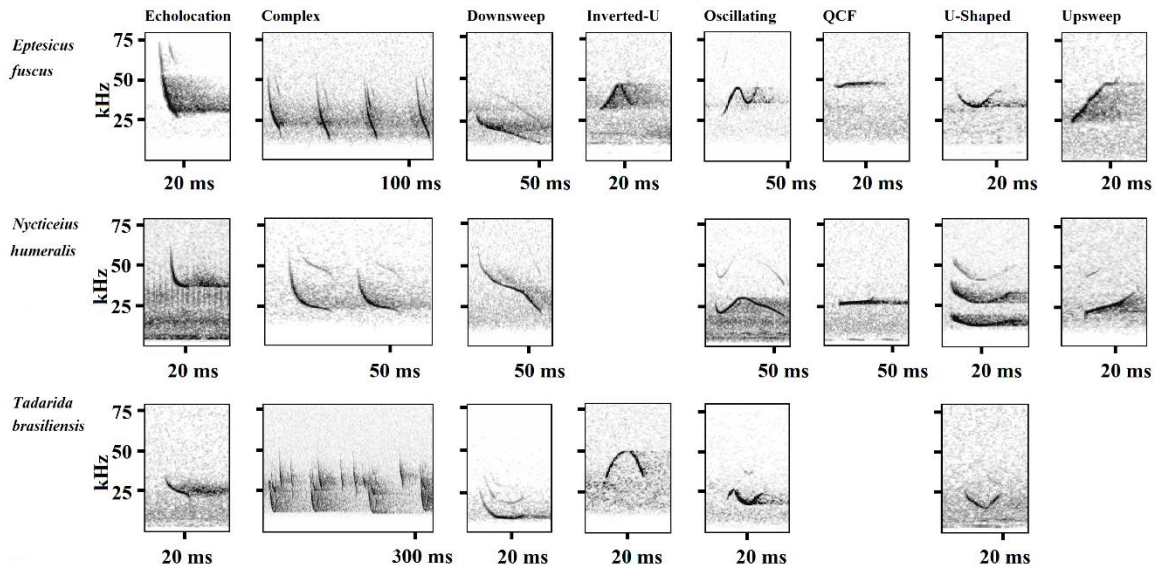 Echolocation Complex Downsweep Inverted-U Oscillating QCF U-Shaped Upsweep
Eptesicus
fuscus
kHz
75
50
25
20 ms 100 ms 50 ms 20 ms 50 ms 20 ms 20 ms 20 ms
Nycticeius
humeralis
kHz
75
50
25
20 ms 50 ms 50 ms 50 ms 50 ms 20 ms 20 ms
Tadarida
brasiliensis
kHz
75
50
25
20 ms 300 ms 20 ms 20 ms 20 ms 20 ms